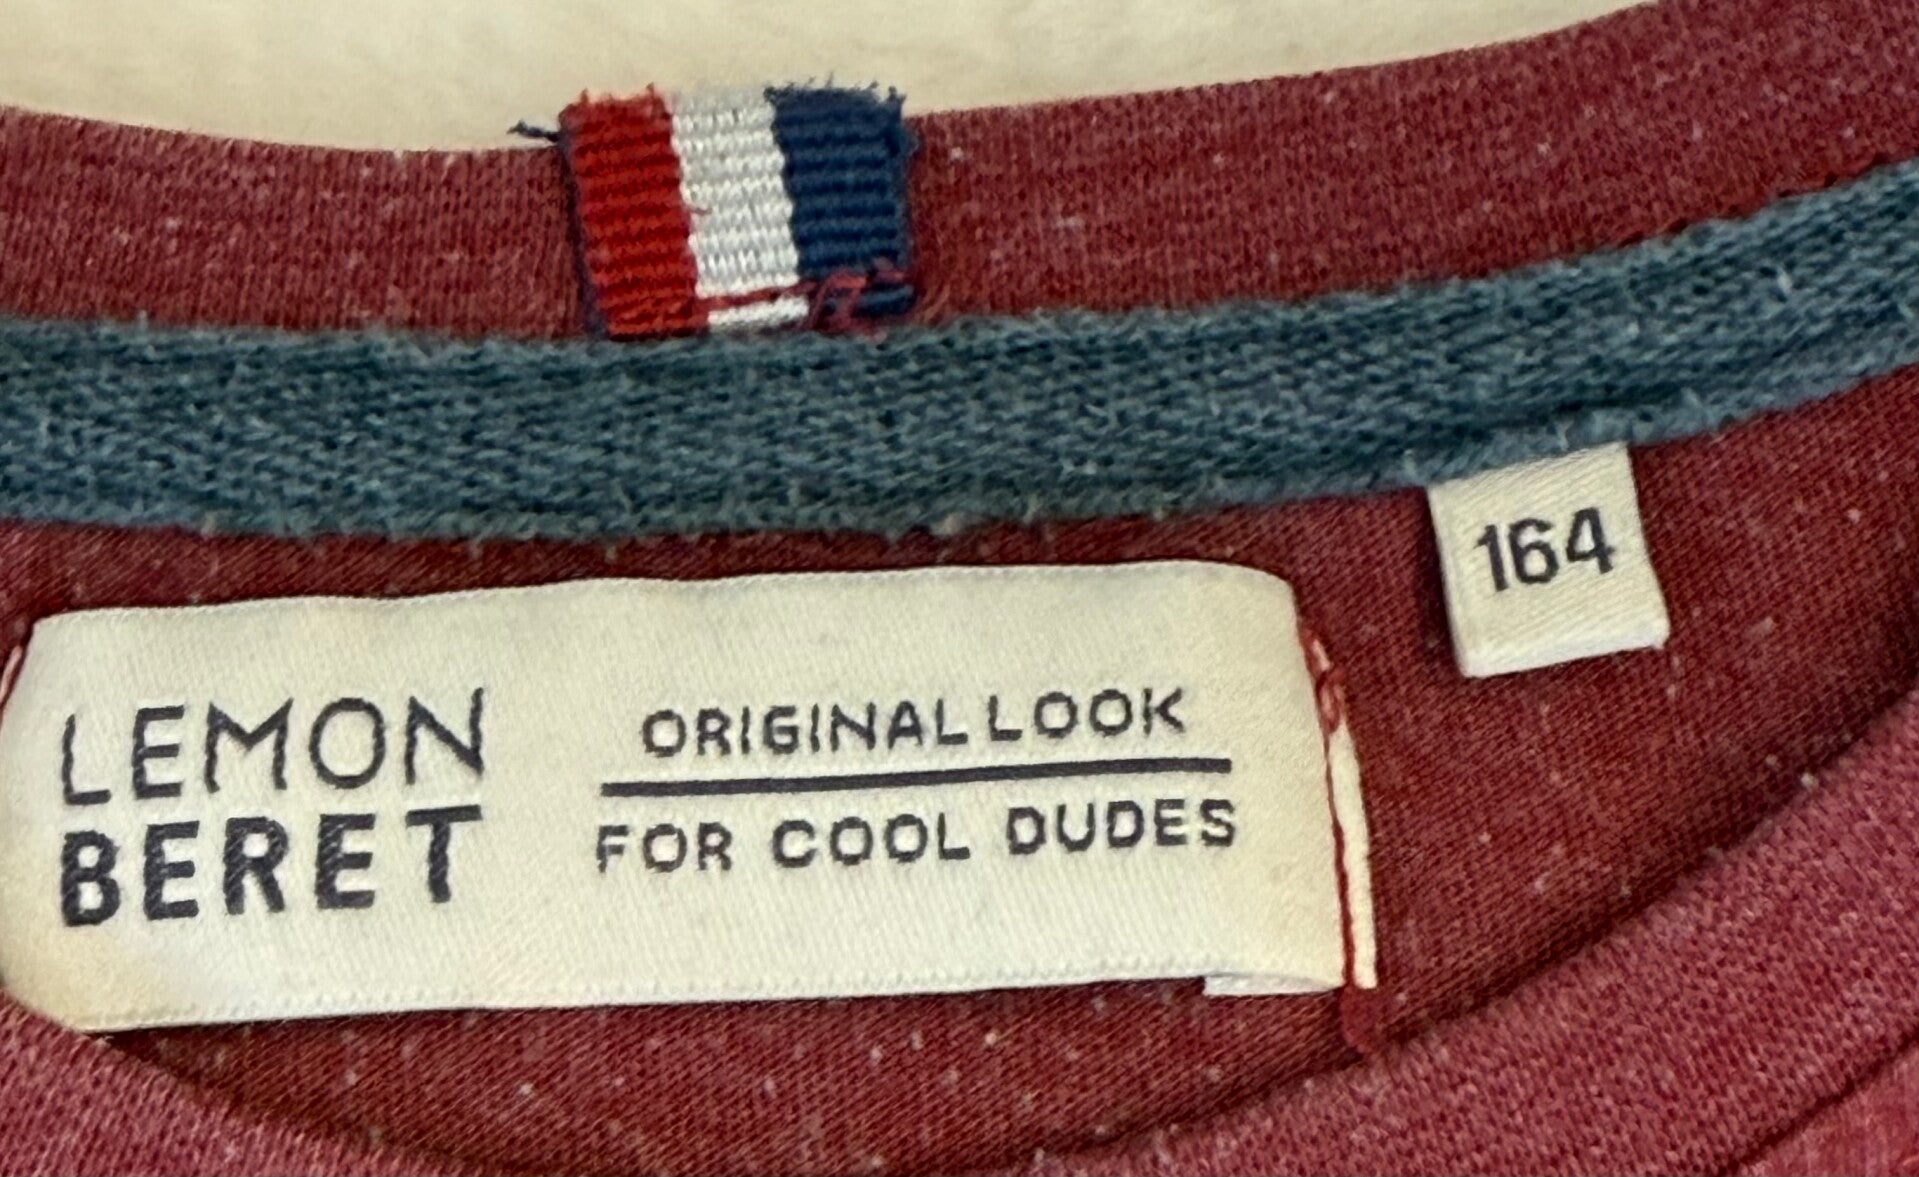 164
LEMON
BERET
ORIGINAL LOOK
FOR COOL DUDES